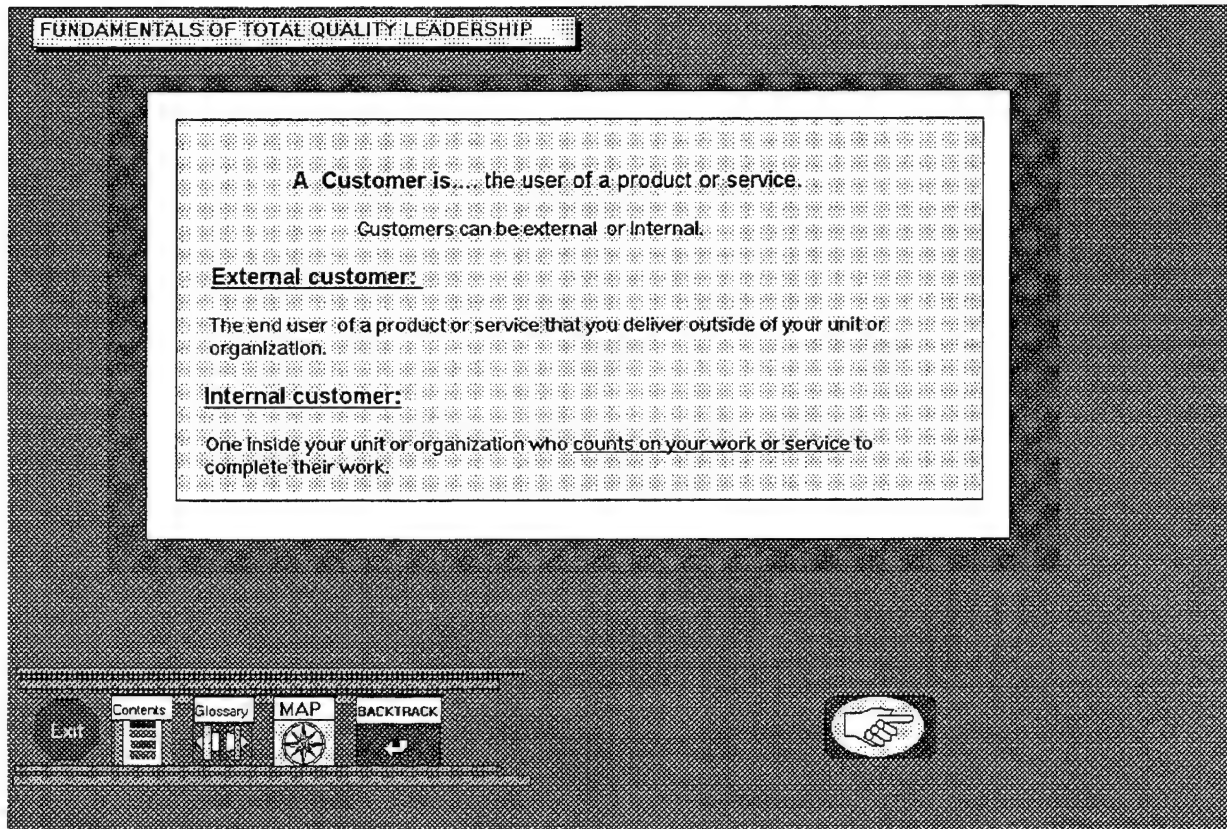 FUNDAMENTALS OF TOTAL QUALITY LEADERSHIP
A Customer is.... the user of a product or service.
Customers can be external or Internal.
External customer:
The end user of a product or service that you deliver outside of your unit or
organization.
Internal customer:
One inside your unit or organization who counts on your work or service to
complete their work.
Exit
Contents
Glossary
MAP
BACKTRACK